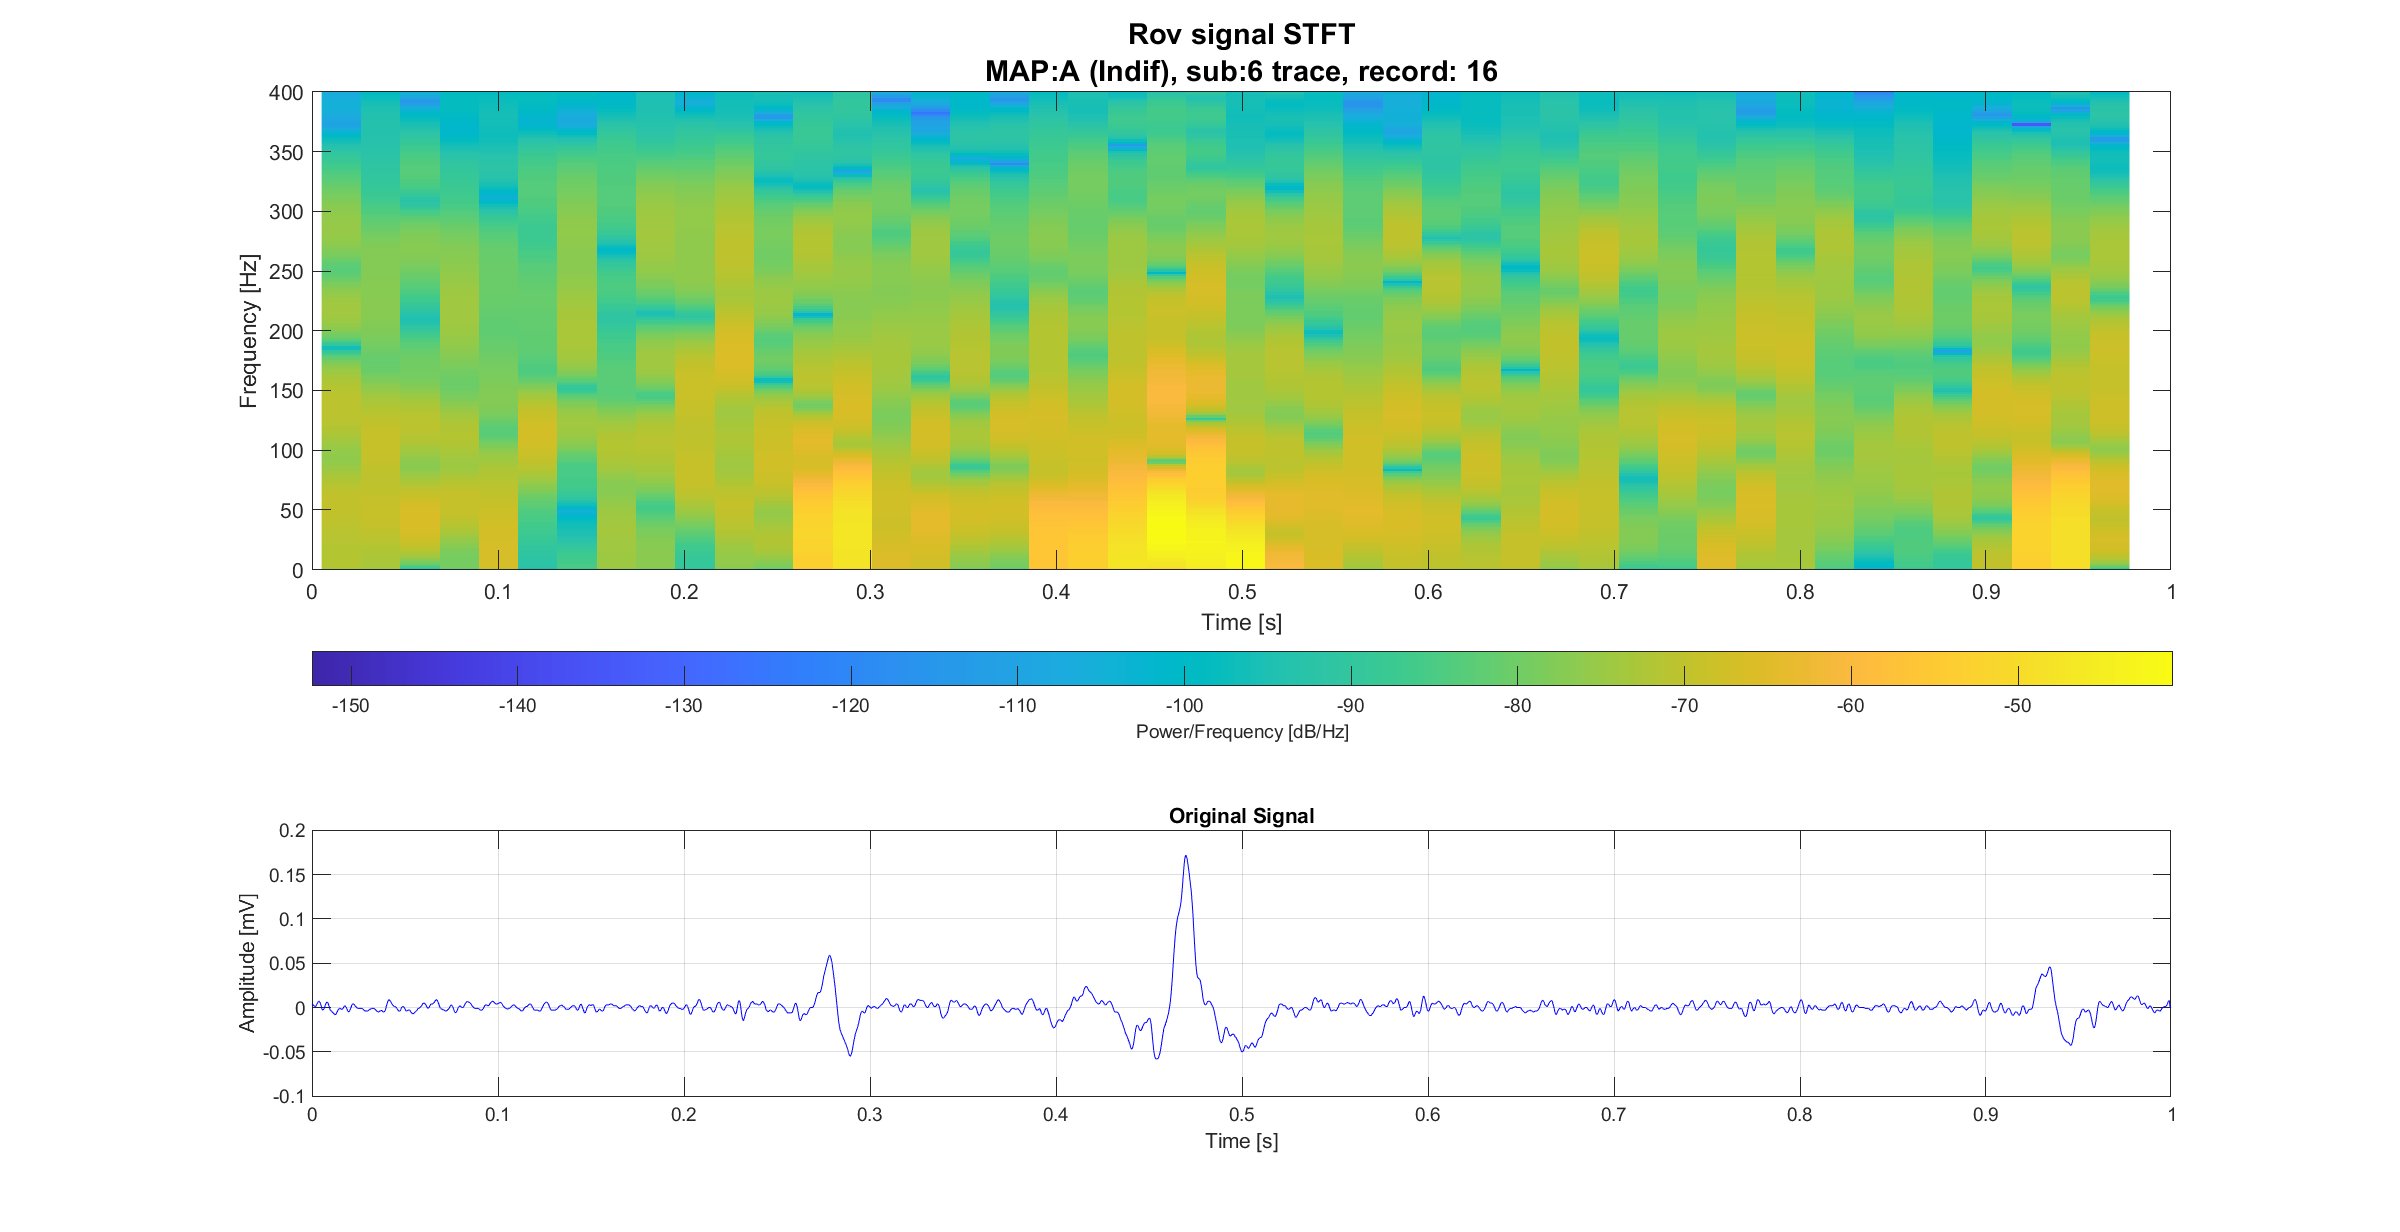 Rov signal STFT
MAP:A (Indif), sub:6 trace, record: 16
400
350
300
250
200
150
100
50
0
Frequency [Hz]
0 0.1 0.2 0.3 0.4 0.5 0.6 0.7 0.8 0.9 1
Time [s]
-150 -140 -130 -120 -110 -100 -90 -80 -70 -60 -50
Power/Frequency [dB/Hz]
Original Signal
0.2
0.15
0.1
0.05
0
-0.05
-0.1
Amplitude [mV]
0 0.1 0.2 0.3 0.4 0.5 0.6 0.7 0.8 0.9 1
Time [s]